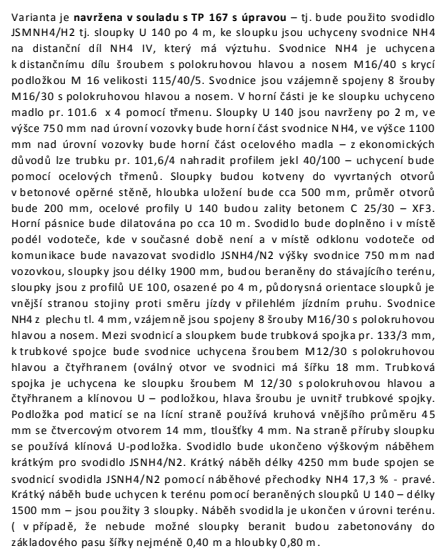 Varianta je navržena v souladu s TP 167 s úpravou – tj. bude použito svodidlo
JSMNH4/H2 tj. sloupky U 140 po 4 m, ke sloupku jsou uchyceny svodnice NH4
na distanční díl NH4 IV, který má výztuhu. Svodnice NH4 je uchycena
k distančnímu dílu šroubem s polokruhovou hlavou a nosem M16/40 s krycí
podložkou M 16 velikosti 115/40/5. Svodnice jsou vzájemně spojeny 8 šrouby
M16/30 s polokruhovou hlavou a nosem. V horní části je ke sloupku uchyceno
madlo pr. 101.6 x 4 pomocí třmenu. Sloupky U 140 jsou navrženy po 2 m, ve
výšce 750 mm nad úrovní vozovky bude horní část svodnice NH4, ve výšce 1100
mm nad úrovní vozovky bude horní část ocelového madla – z ekonomických
důvodů lze trubku pr. 101,6/4 nahradit profilem jekl 40/100 – uchycení bude
pomocí ocelových třmenů. Sloupky budou kotveny do vyvrtaných otvorů
v betonové opěrné stěně, hloubka uložení bude cca 500 mm, průměr otvorů
bude 200 mm, ocelové profily U 140 budou zality betonem C 25/30 – XF3.
Horní pásnice bude dilatována po cca 10 m. Svodidlo bude doplněno i v místě
podél vodoteče, kde v současné době není a v místě odklonu vodoteče od
komunikace bude navazovat svodidlo JSNH4/N2 výšky svodnice 750 mm nad
vozovkou, sloupky jsou délky 1900 mm, budou beraněny do stávajícího terénu,
sloupky jsou z profilů UE 100, osazené po 4 m, půdorysná orientace sloupků je
vnější stranou stojiny proti směru jízdy v přilehlém jízdním pruhu. Svodnice
NH4 z plechu tl. 4 mm, vzájemně jsou spojeny 8 šrouby M16/30 s polokruhovou
hlavou a nosem. Mezi svodnicí a sloupkem bude trubková spojka pr. 133/3 mm,
k trubkové spojce bude svodnice uchycena šroubem M12/30 s polokruhovou
hlavou a čtyřhranem (oválný otvor ve svodnici má šířku 18 mm. Trubková
spojka je uchycena ke sloupku šroubem M 12/30 s polokruhovou hlavou a
čtyřhranem a klínovou U – podložkou, hlava šroubu je uvnitř trubkové spojky.
Podložka pod maticí se na lícní straně používá kruhová vnějšího průměru 45
mm se čtvercovým otvorem 14 mm, tloušťky 4 mm. Na straně příruby sloupku
se používá klínová U-podložka. Svodidlo bude ukončeno výškovým náběhem
krátkým pro svodidlo JSNH4/N2. Krátký náběh délky 4250 mm bude spojen se
svodnicí svodidla JSNH4/N2 pomocí náběhové přechodky NH4 17,3 % - pravé.
Krátký náběh bude uchycen k terénu pomocí beraněných sloupků U 140 – délky
1500 mm – jsou použity 3 sloupky. Náběh svodidla je ukončen v úrovni terénu.
( v případě, že nebude možné sloupky beranit budou zabetonovány do
základového pasu šířky nejméně 0,40 m a hloubky 0,80 m.